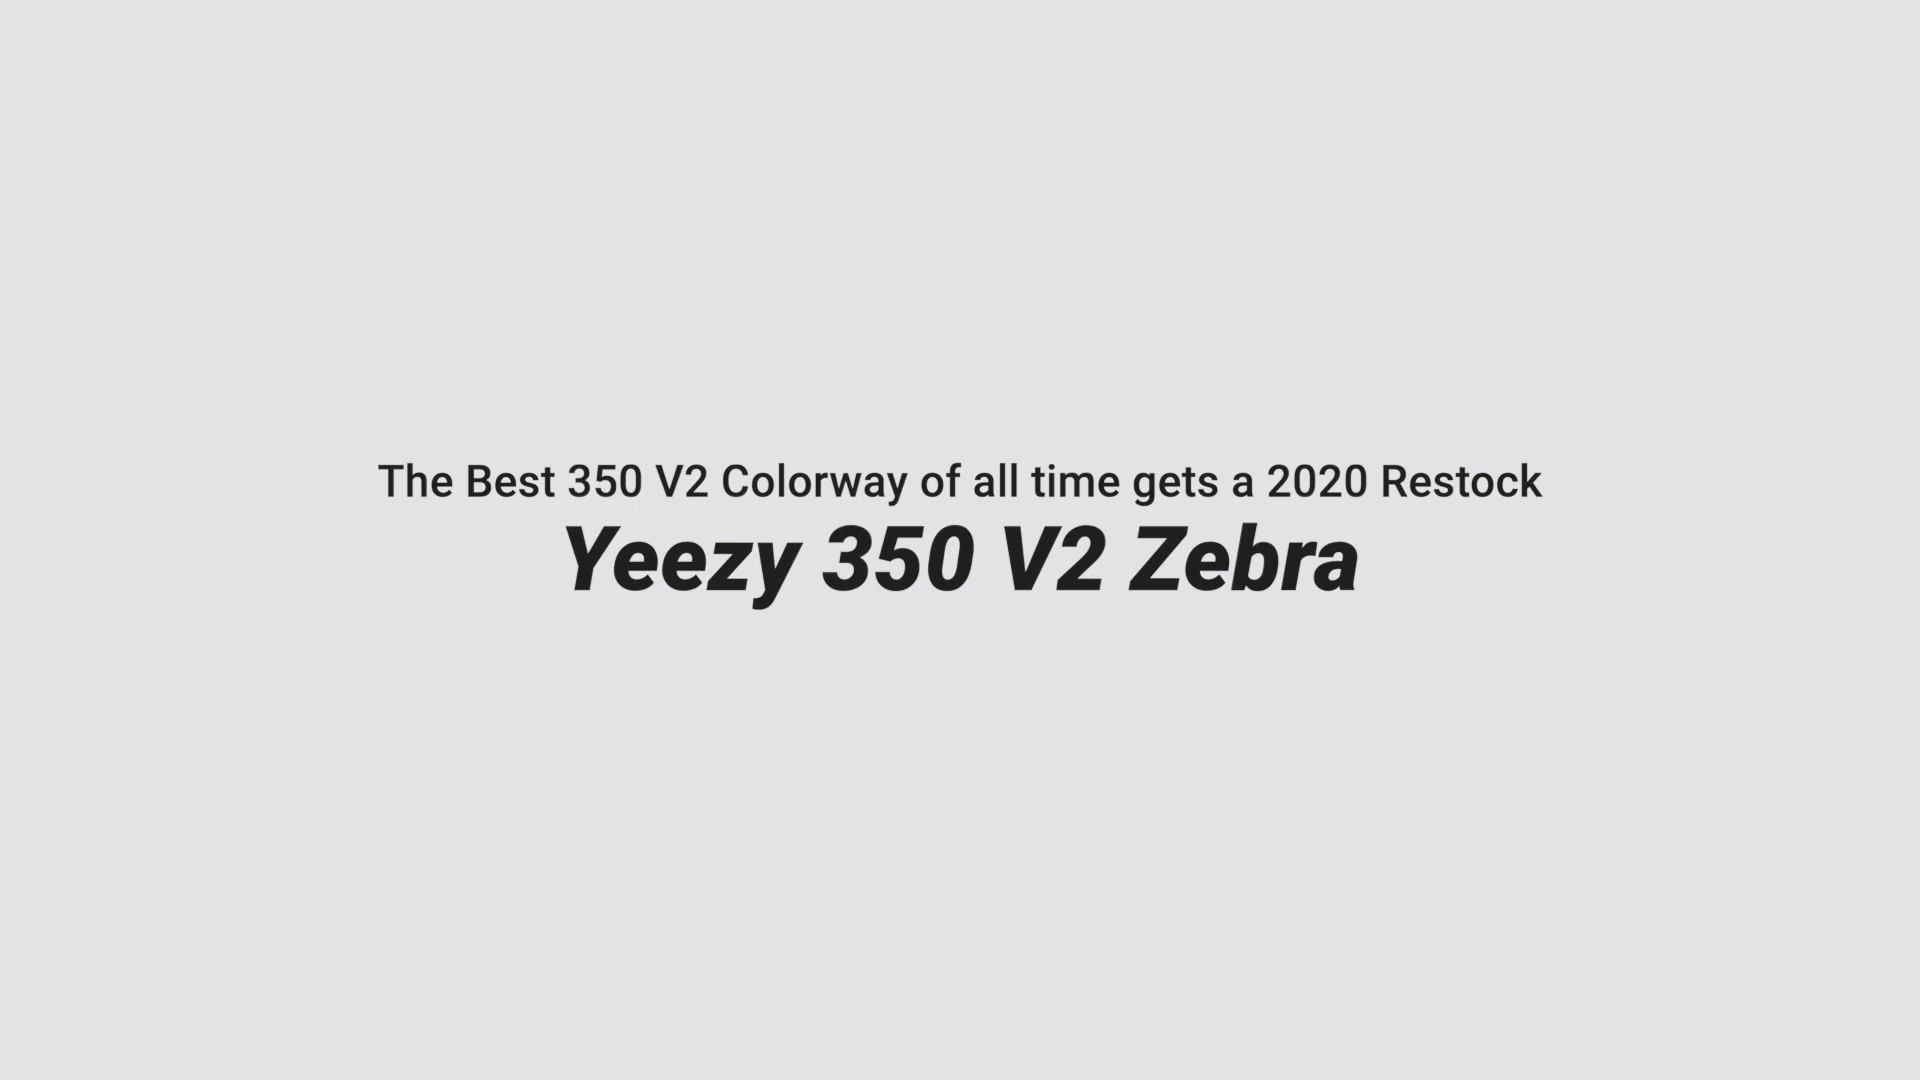 The Best 350 V2 Colorway of all time gets a 2020 Restock
Yeezy 350 V2 Zebra